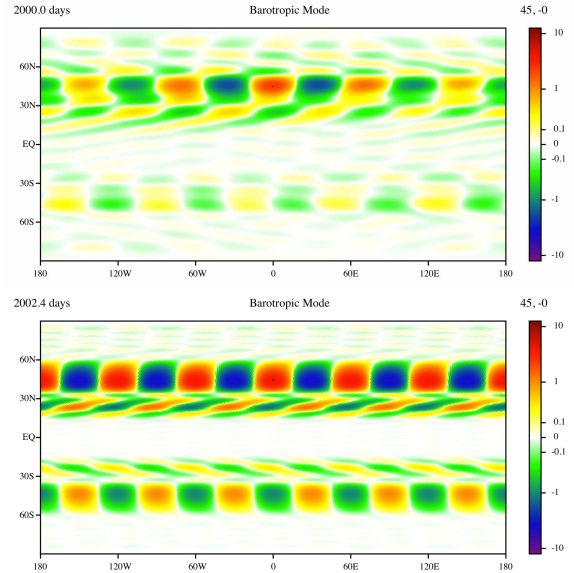 2000.0 days Barotropic Mode 45, -0
60N
30N
EQ
30S
60S
180 120W 60W 0 60E 120E 180
10
1
0.1
0
-0.1
-1
-10
2002.4 days Barotropic Mode 45, -0
60N
30N
EQ
30S
60S
180 120W 60W 0 60E 120E 180
10
1
0.1
0
-0.1
-1
-10